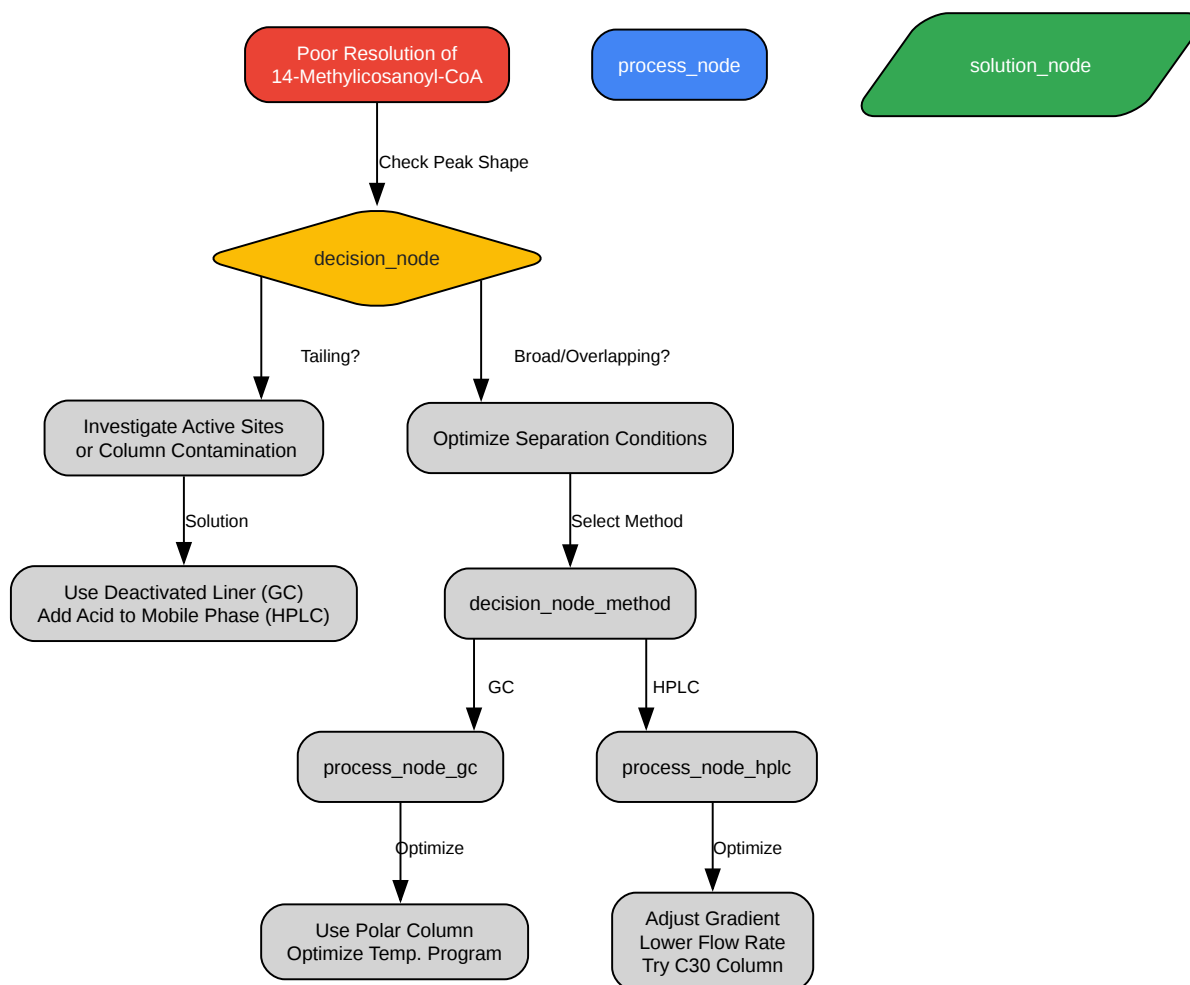 Poor Resolution of
14-Methylicosanoyl-CoA
process_node
solution_node
Check Peak Shape
decision_node
Tailing?
Broad/Overlapping?
Investigate Active Sites
or Column Contamination
Optimize Separation Conditions
Solution
Select Method
Use Deactivated Liner (GC)
Add Acid to Mobile Phase (HPLC)
decision_node_method
GC
HPLC
process_node_gc
process_node_hplc
Optimize
Optimize
Use Polar Column
Optimize Temp. Program
Adjust Gradient
Lower Flow Rate
Try C30 Column